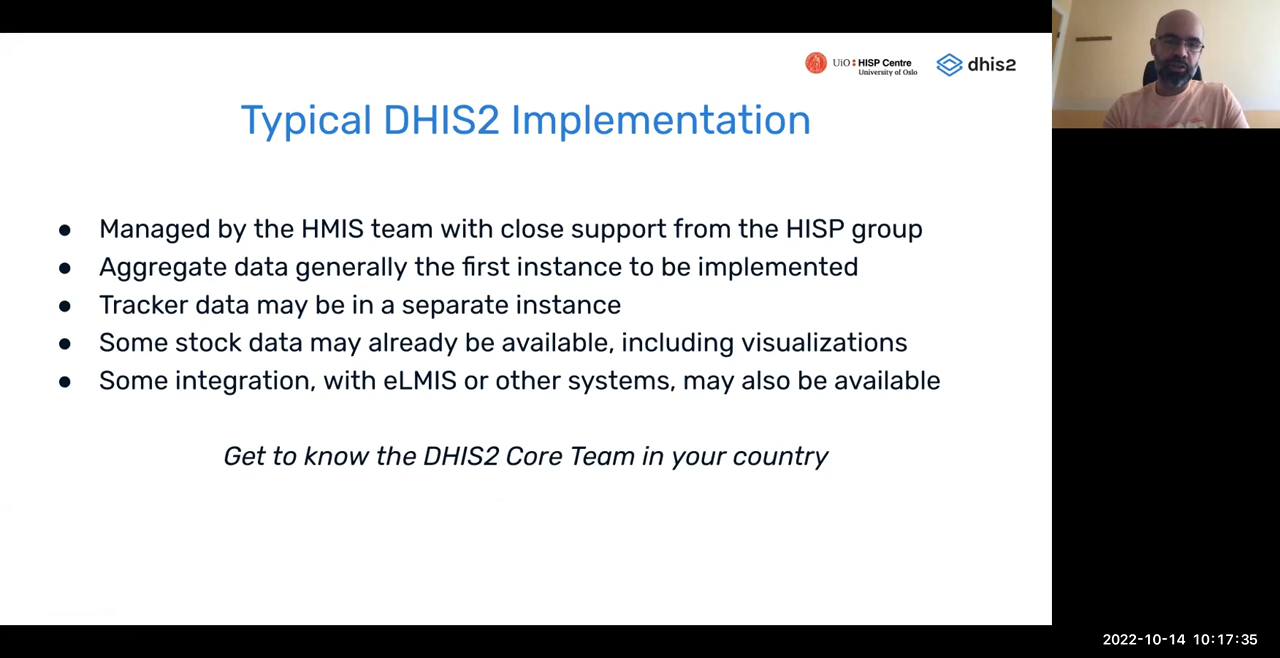 UiO: HISP Centre
University of Oslo
dhis2
Typical DHIS2 Implementation
● Managed by the HMIS team with close support from the HISP group
● Aggregate data generally the first instance to be implemented
● Tracker data may be in a separate instance
● Some stock data may already be available, including visualizations
● Some integration, with eLMIS or other systems, may also be available
Get to know the DHIS2 Core Team in your country
2022-10-14 10:17:35